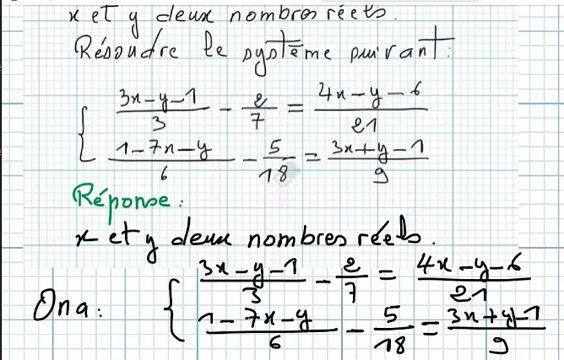 x et y deux nombres réels.
Résoudre le système suivant:
{ (3x-y-1)/3 - 2/7 = (4x-y-6)/21
(1-7x-y)/6 - 5/18 = (3x+y-1)/9
Réponse:
x et y deux nombres réels.
On a: { (3x-y-1)/3 - 2/7 = (4x-y-6)/21
(1-7x-y)/6 - 5/18 = (3x+y-1)/9